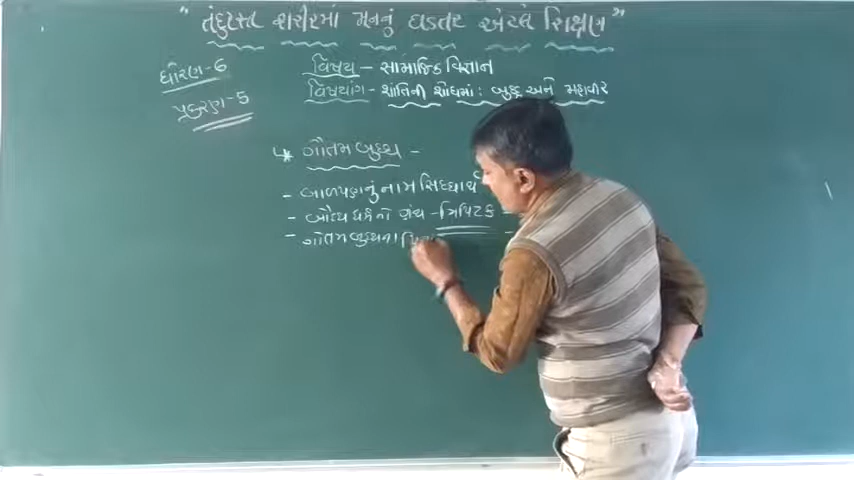 "તંદુરસ્ત શરીરમાં મનનું ઘડતર એટલે શિક્ષણ"
ધોરણ-6
વિષય - સામાજિક વિજ્ઞાન
પ્રકરણ-5
વિષયાંગ - શાંતિની શોધમાં : બુદ્ધ અને મહાવીર
* ગૌતમ બુધ્ધ -
- બાળપણનું નામ સિધ્ધાર્થ
- બૌધ્ધ ધર્મનો ગ્રંથ - ત્રિપિટક
- ગૌતમ બુધ્ધના